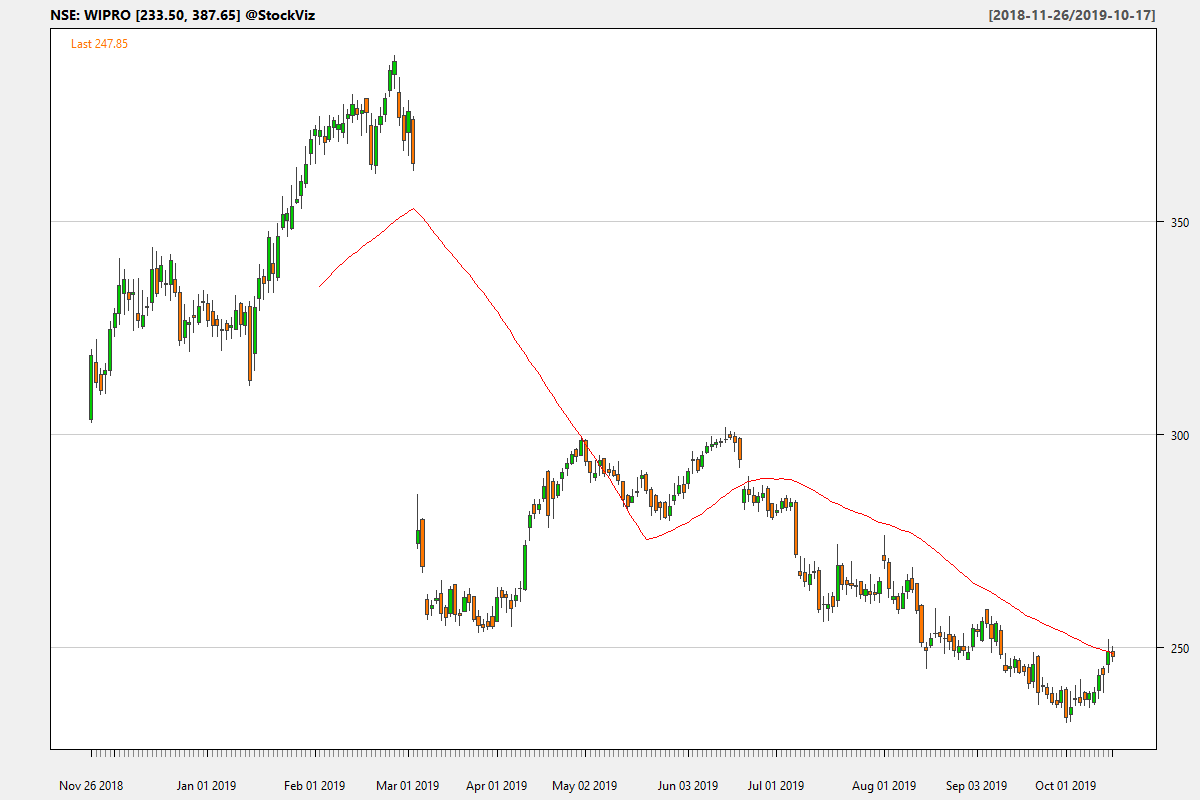 NSE: WIPRO [233.50, 387.65] @StockViz
[2018-11-26/2019-10-17]
Last 247.85
350
300
250
Nov 26 2018
Jan 01 2019
Feb 01 2019
Mar 01 2019
Apr 01 2019
May 02 2019
Jun 03 2019
Jul 01 2019
Aug 01 2019
Sep 03 2019
Oct 01 2019